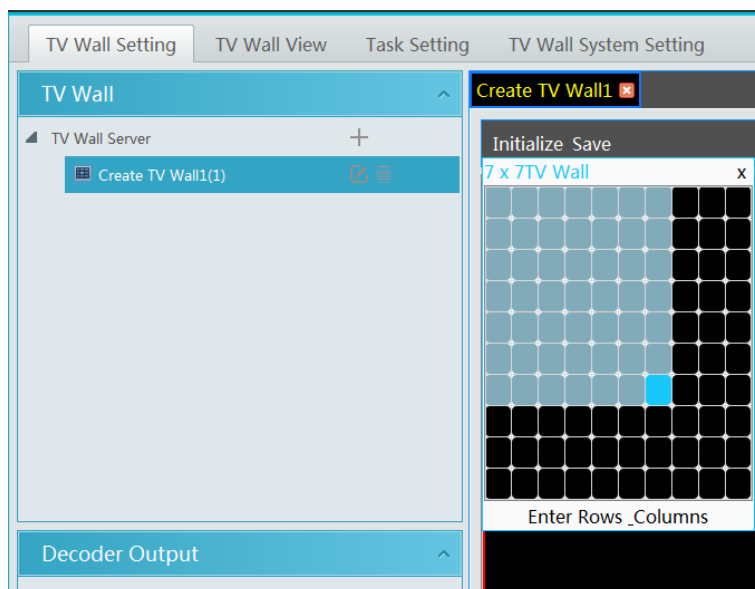 TV Wall Setting TV Wall View Task Setting TV Wall System Setting
TV Wall
TV Wall Server
Create TV Wall1(1)
Decoder Output
Create TV Wall1
Initialize Save
7 x 7TV Wall x
Enter Rows _Columns